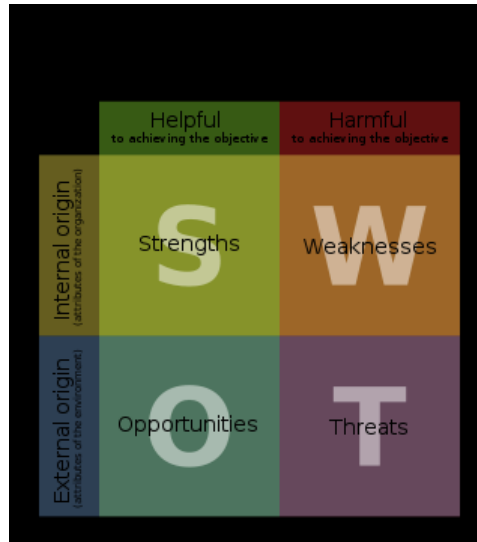 Helpful
to achieving the objective
Harmful
to achieving the objective
Internal origin
(attributes of the organization)
S
Strengths
W
Weaknesses
External origin
(attributes of the environment)
O
Opportunities
T
Threats